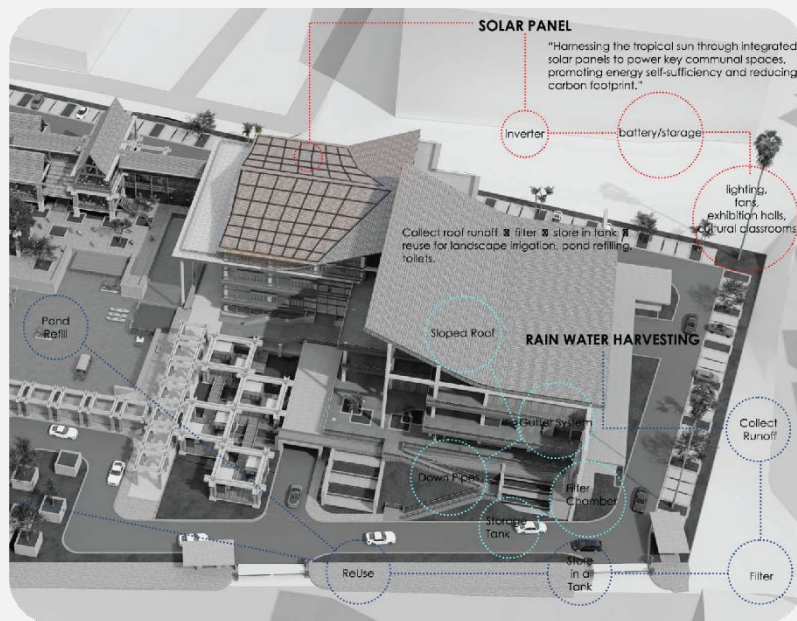 SOLAR PANEL
"Harnessing the tropical sun through integrated
solar panels to power key communal spaces,
promoting energy self-sufficiency and reducing
carbon footprint."
inverter
battery/storage
lighting,
fans,
exhibition halls,
cultural classrooms
Collect roof runoff ☒ filter ☒ store in tank ☒
reuse for landscape irrigation, pond refilling,
toilets.
Pond
Refill
Sloped Roof
RAIN WATER HARVESTING
Gutter System
Collect
Runoff
Down Pipes
Filter
Chamber
Storage
Tank
ReUse
Store
in a
Tank
Filter